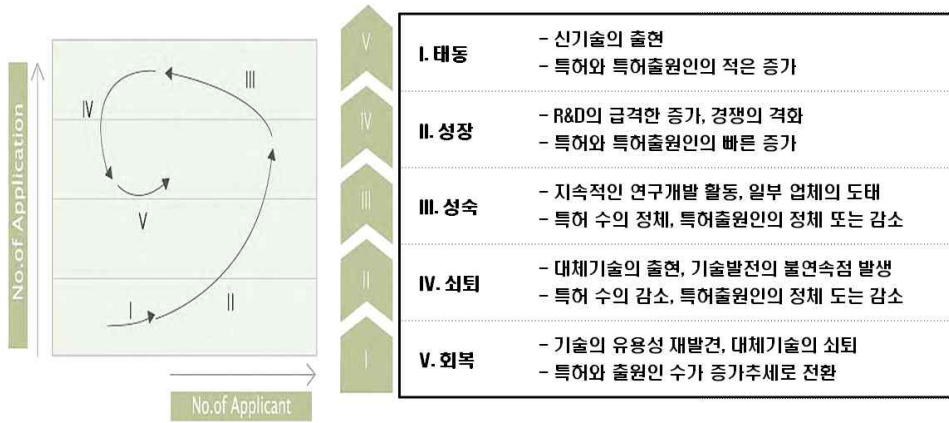 No.of Application
No.of Applicant
I
II
III
IV
V
V
IV
III
II
I
I. 태동
- 신기술의 출현
- 특허와 특허출원인의 적은 증가
II. 성장
- R&D의 급격한 증가, 경쟁의 격화
- 특허와 특허출원인의 빠른 증가
III. 성숙
- 지속적인 연구개발 활동, 일부 업체의 도태
- 특허 수의 정체, 특허출원인의 정체 또는 감소
IV. 쇠퇴
- 대체기술의 출현, 기술발전의 불연속점 발생
- 특허 수의 감소, 특허출원인의 정체 도는 감소
V. 회복
- 기술의 유용성 재발견, 대체기술의 쇠퇴
- 특허와 출원인 수가 증가추세로 전환